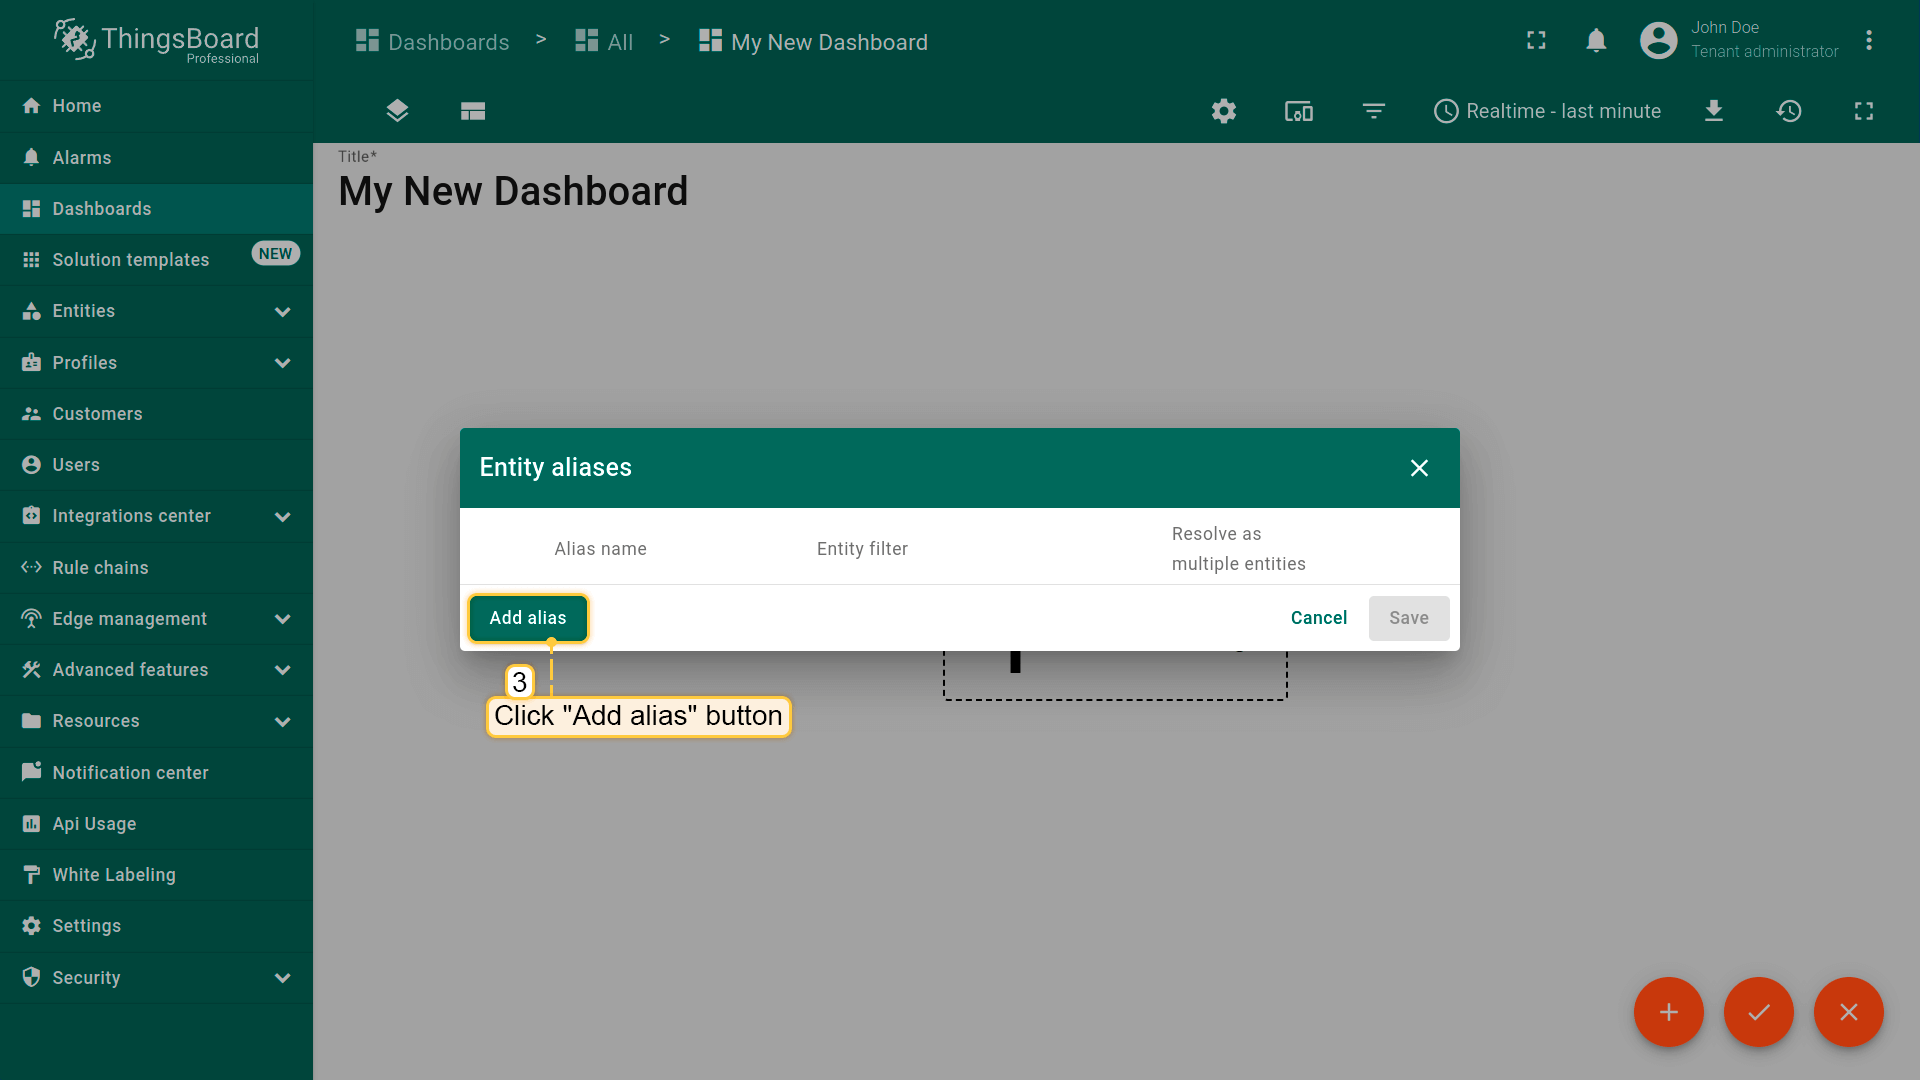 ThingsBoard
Professional
Home
Alarms
Dashboards
Solution templates
NEW
Entities
Profiles
Customers
Users
Integrations center
Rule chains
Edge management
Advanced features
Resources
Notification center
Api Usage
White Labeling
Settings
Security
Dashboards > All > My New Dashboard
John Doe
Tenant administrator
Realtime - last minute
Title*
My New Dashboard
Entity aliases
Alias name
Entity filter
Resolve as
multiple entities
Add alias
Cancel
Save
3
Click "Add alias" button